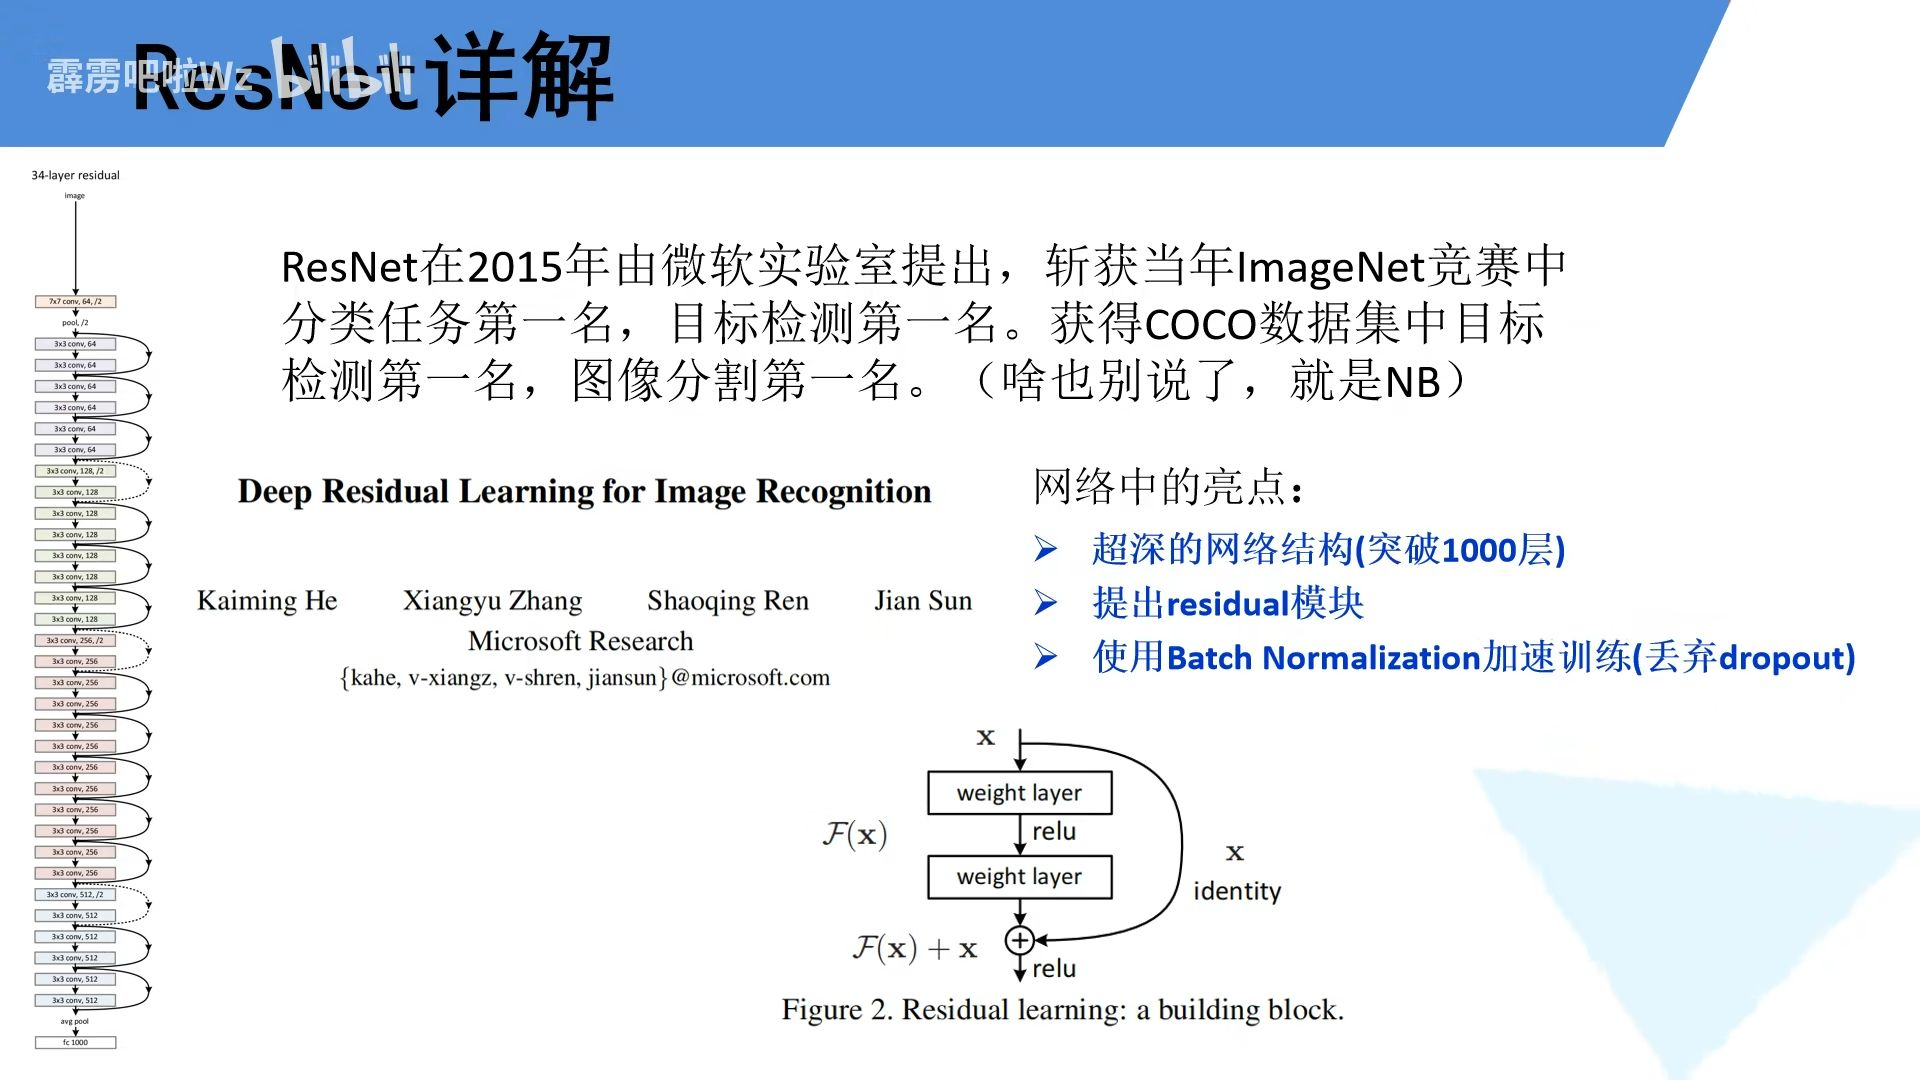 ResNet详解
霹雳吧啦Wz bilibili
34-layer residual
image
7x7 conv, 64, /2
pool, /2
3x3 conv, 64
3x3 conv, 64
3x3 conv, 64
3x3 conv, 64
3x3 conv, 64
3x3 conv, 64
3x3 conv, 128, /2
3x3 conv, 128
3x3 conv, 128
3x3 conv, 128
3x3 conv, 128
3x3 conv, 128
3x3 conv, 128
3x3 conv, 128
3x3 conv, 256, /2
3x3 conv, 256
3x3 conv, 256
3x3 conv, 256
3x3 conv, 256
3x3 conv, 256
3x3 conv, 256
3x3 conv, 256
3x3 conv, 256
3x3 conv, 256
3x3 conv, 256
3x3 conv, 256
3x3 conv, 512, /2
3x3 conv, 512
3x3 conv, 512
3x3 conv, 512
3x3 conv, 512
3x3 conv, 512
avg pool
fc 1000
ResNet在2015年由微软实验室提出，斩获当年ImageNet竞赛中
分类任务第一名，目标检测第一名。获得COCO数据集中目标
检测第一名，图像分割第一名。（啥也别说了，就是NB）
Deep Residual Learning for Image Recognition
Kaiming He Xiangyu Zhang Shaoqing Ren Jian Sun
Microsoft Research
{kahe, v-xiangz, v-shren, jiansun}@microsoft.com
网络中的亮点：
➢ 超深的网络结构(突破1000层)
➢ 提出residual模块
➢ 使用Batch Normalization加速训练(丢弃dropout)
x
weight layer
F(x)
relu
weight layer
x
identity
F(x) + x
relu
Figure 2. Residual learning: a building block.